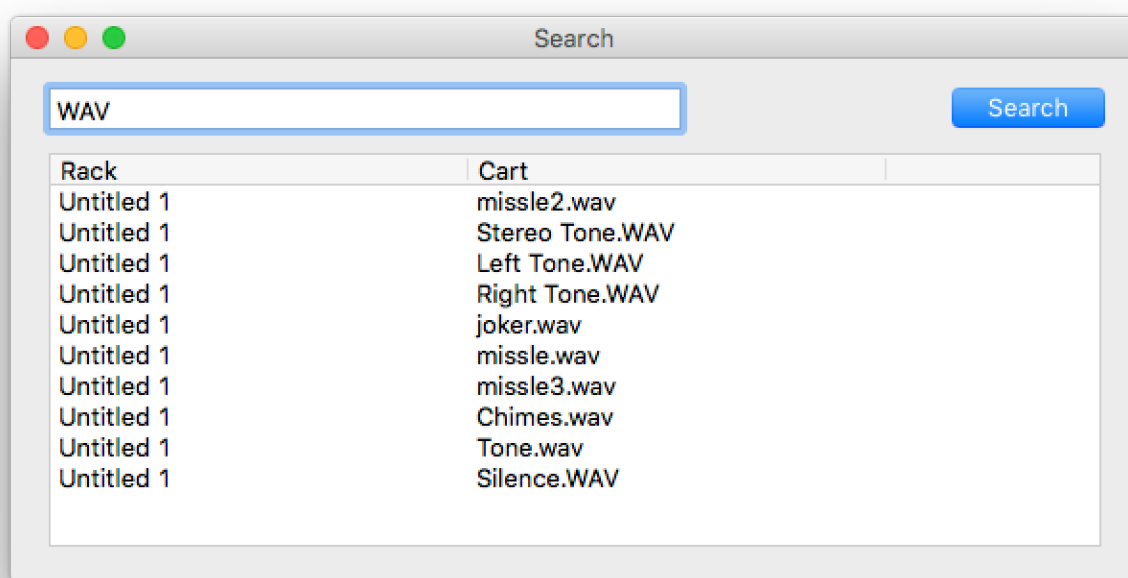 Search
WAV
Search
Rack Cart
Untitled 1 missle2.wav
Untitled 1 Stereo Tone.WAV
Untitled 1 Left Tone.WAV
Untitled 1 Right Tone.WAV
Untitled 1 joker.wav
Untitled 1 missle.wav
Untitled 1 missle3.wav
Untitled 1 Chimes.wav
Untitled 1 Tone.wav
Untitled 1 Silence.WAV